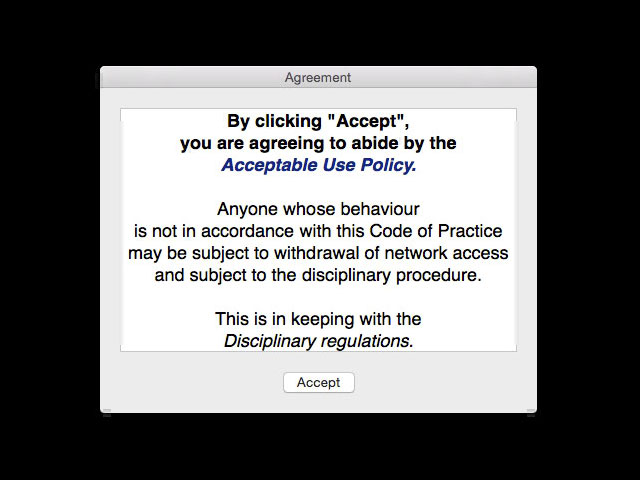 Agreement
By clicking "Accept",
you are agreeing to abide by the
Acceptable Use Policy.
Anyone whose behaviour
is not in accordance with this Code of Practice
may be subject to withdrawal of network access
and subject to the disciplinary procedure.
This is in keeping with the
Disciplinary regulations.
Accept